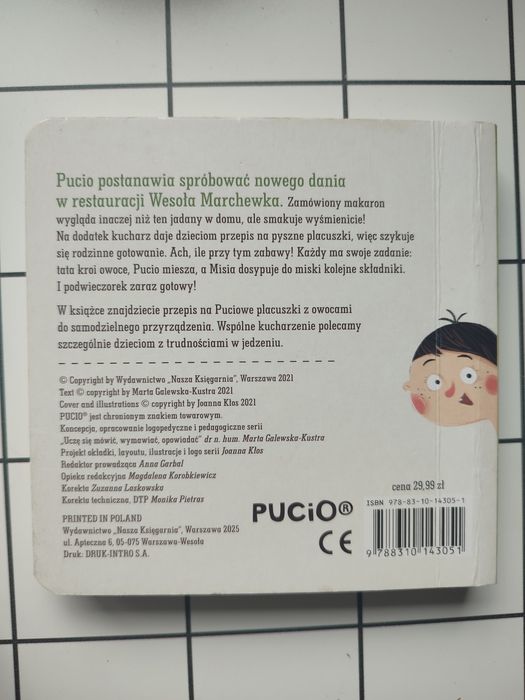 Pucio postanawia spróbować nowego dania
w restauracji Wesoła Marchewka. Zamówiony makaron
wygląda inaczej niż ten jadany w domu, ale smakuje wyśmienicie!
Na dodatek kucharz daje dzieciom przepis na pyszne placuszki, więc szykuje
się rodzinne gotowanie. Ach, ile przy tym zabawy! Każdy ma swoje zadanie:
tata kroi owoce, Pucio miesza, a Misia dosypuje do miski kolejne składniki.
I podwieczorek zaraz gotowy!
W książce znajdziecie przepis na Puciowe placuszki z owocami
do samodzielnego przyrządzenia. Wspólne kucharzenie polecamy
szczególnie dzieciom z trudnościami w jedzeniu.
© Copyright by Wydawnictwo „Nasza Księgarnia”, Warszawa 2021
Text © copyright by Marta Galewska-Kustra 2021
Cover and illustrations © copyright by Joanna Kłos 2021
PUCIO® jest chronionym znakiem towarowym.
Koncepcja, opracowanie logopedyczne i pedagogiczne serii
„Uczę się mówić, wymawiać, opowiadać” dr n. hum. Marta Galewska-Kustra
Projekt okładki, layoutu, ilustracje i logo serii Joanna Kłos
Redaktor prowadząca Anna Garbal
Opieka redakcyjna Magdalena Korobkiewicz
Korekta Zuzanna Laskowska
Korekta techniczna, DTP Monika Pietras
PRINTED IN POLAND
Wydawnictwo „Nasza Księgarnia”, Warszawa 2025
ul. Apteczna 6, 05-075 Warszawa-Wesoła
Druk: DRUK-INTRO S.A.
PUCiO®
CE
cena 29,99 zł
ISBN 978-83-10-14305-1
9 788310 143051